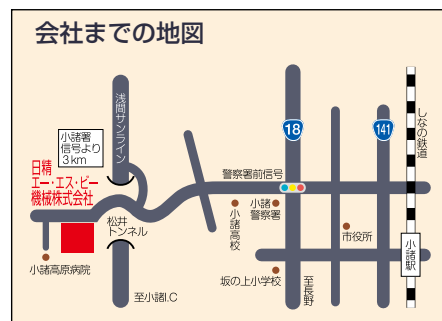 会社までの地図
小諸署
信号より
3km
浅間サンライン
18
141
しなの鉄道
日精
エー・エス・ビー
機械株式会社
警察署前信号
小諸高校
小諸
警察署
松井
トンネル
市役所
小諸駅
小諸高原病院
坂の上小学校
至小諸I.C
至長野